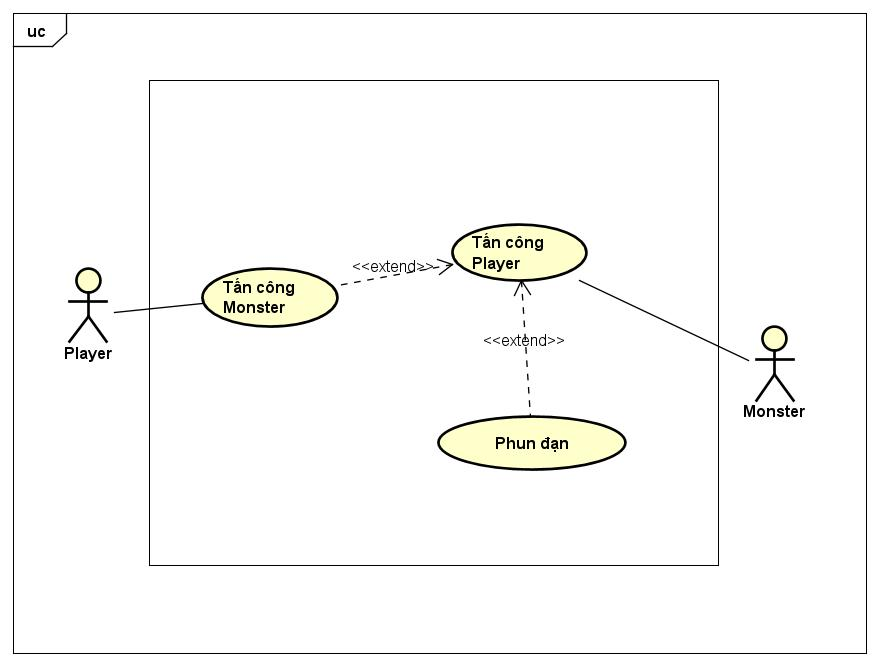 uc
Tấn công
Player
<<extend>>
Tấn công
Monster
Player
<<extend>>
Monster
Phun đạn